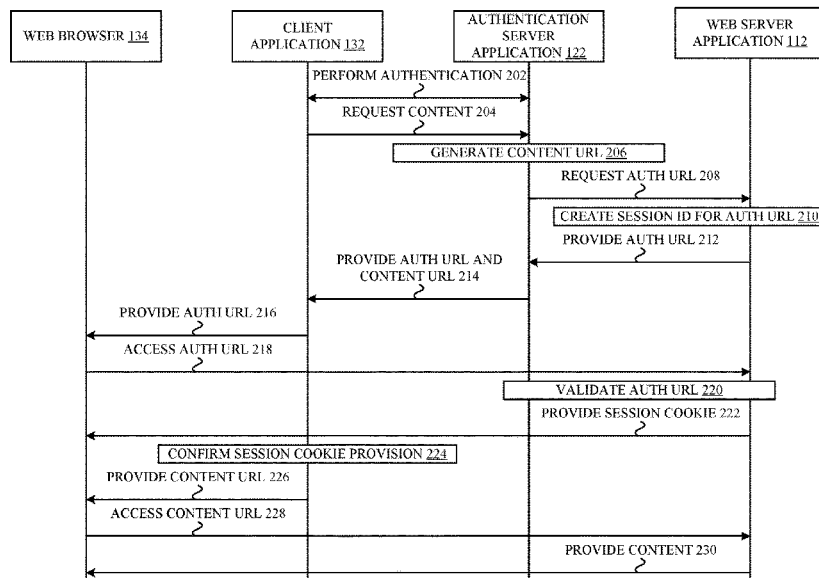 WEB BROWSER 134
CLIENT
APPLICATION 132
AUTHENTICATION
SERVER
APPLICATION 122
WEB SERVER
APPLICATION 112
PERFORM AUTHENTICATION 202
REQUEST CONTENT 204
GENERATE CONTENT URL 206
REQUEST AUTH URL 208
CREATE SESSION ID FOR AUTH URL 210
PROVIDE AUTH URL 212
PROVIDE AUTH URL AND
CONTENT URL 214
PROVIDE AUTH URL 216
ACCESS AUTH URL 218
VALIDATE AUTH URL 220
PROVIDE SESSION COOKIE 222
CONFIRM SESSION COOKIE PROVISION 224
PROVIDE CONTENT URL 226
ACCESS CONTENT URL 228
PROVIDE CONTENT 230